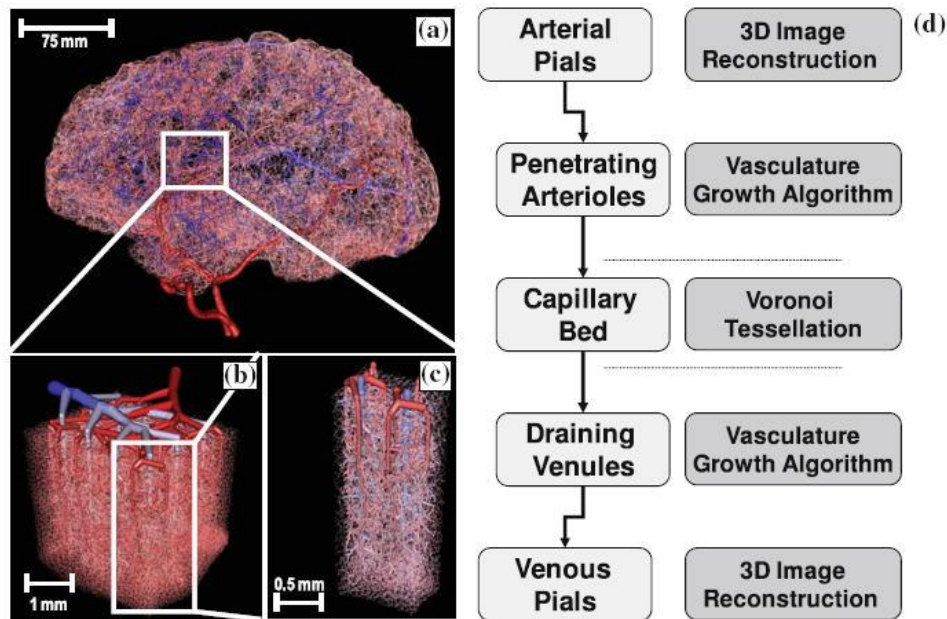 (a)
75 mm
(b)
1 mm
(c)
0.5 mm
(d)
Arterial
Pials
3D Image
Reconstruction
Penetrating
Arterioles
Vasculature
Growth Algorithm
Capillary
Bed
Voronoi
Tessellation
Draining
Venules
Vasculature
Growth Algorithm
Venous
Pials
3D Image
Reconstruction